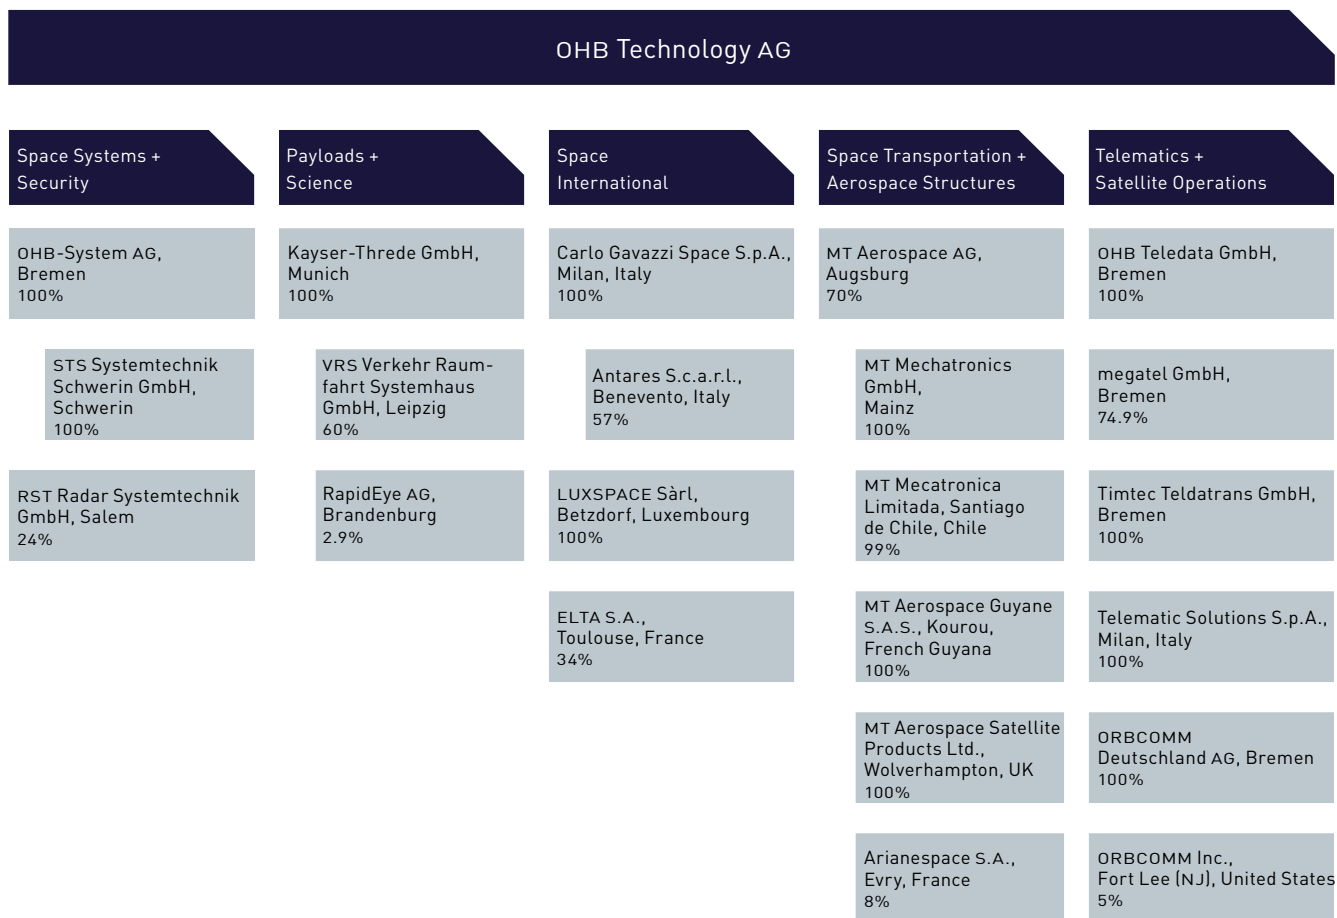 OHB Technology AG
Space Systems +
Security
OHB-System AG,
Bremen
100%
STS Systemtechnik
Schwerin GmbH,
Schwerin
100%
RST Radar Systemtechnik
GmbH, Salem
24%
Payloads +
Science
Kayser-Threde GmbH,
Munich
100%
VRS Verkehr Raum-
fahrt Systemhaus
GmbH, Leipzig
60%
RapidEye AG,
Brandenburg
2.9%
Space
International
Carlo Gavazzi Space S.p.A.,
Milan, Italy
100%
Antares S.c.a.r.l.,
Benevento, Italy
57%
LUXSPACE Sàrl,
Betzdorf, Luxembourg
100%
ELTA S.A.,
Toulouse, France
34%
Space Transportation +
Aerospace Structures
MT Aerospace AG,
Augsburg
70%
MT Mechatronics
GmbH,
Mainz
100%
MT Mecatronica
Limitada, Santiago
de Chile, Chile
99%
MT Aerospace Guyane
S.A.S., Kourou,
French Guyana
100%
MT Aerospace Satellite
Products Ltd.,
Wolverhampton, UK
100%
Arianespace S.A.,
Evry, France
8%
Telematics +
Satellite Operations
OHB Teledata GmbH,
Bremen
100%
megatel GmbH,
Bremen
74.9%
Timtec Teldatrans GmbH,
Bremen
100%
Telematic Solutions S.p.A.,
Milan, Italy
100%
ORBCOMM
Deutschland AG, Bremen
100%
ORBCOMM Inc.,
Fort Lee (NJ), United States
5%